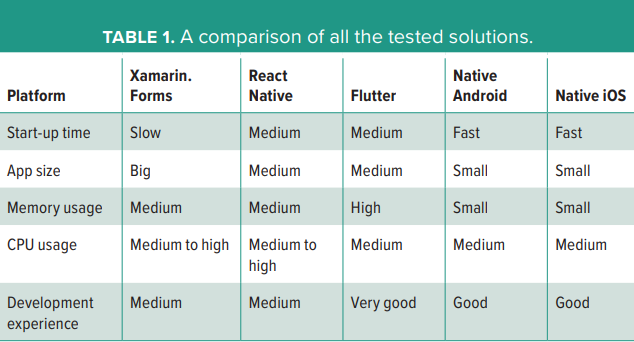 TABLE 1. A comparison of all the tested solutions.
Platform Xamarin. Forms React Native Flutter Native Android Native iOS
Start-up time Slow Medium Medium Fast Fast
App size Big Medium Medium Small Small
Memory usage Medium Medium High Small Small
CPU usage Medium to high Medium to high Medium Medium Medium
Development experience Medium Medium Very good Good Good